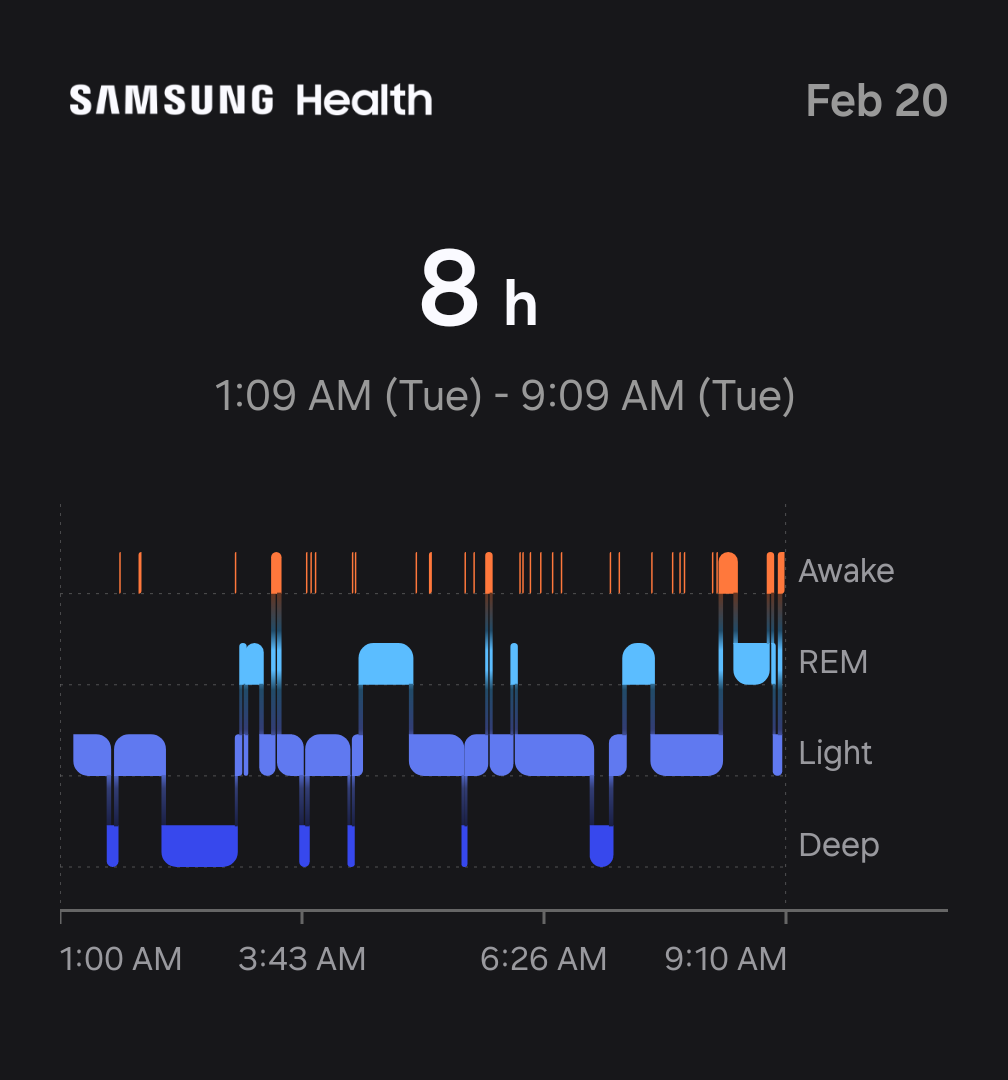 SAMSUNG Health
Feb 20
8 h
1:09 AM (Tue) - 9:09 AM (Tue)
Awake
REM
Light
Deep
1:00 AM 3:43 AM 6:26 AM 9:10 AM